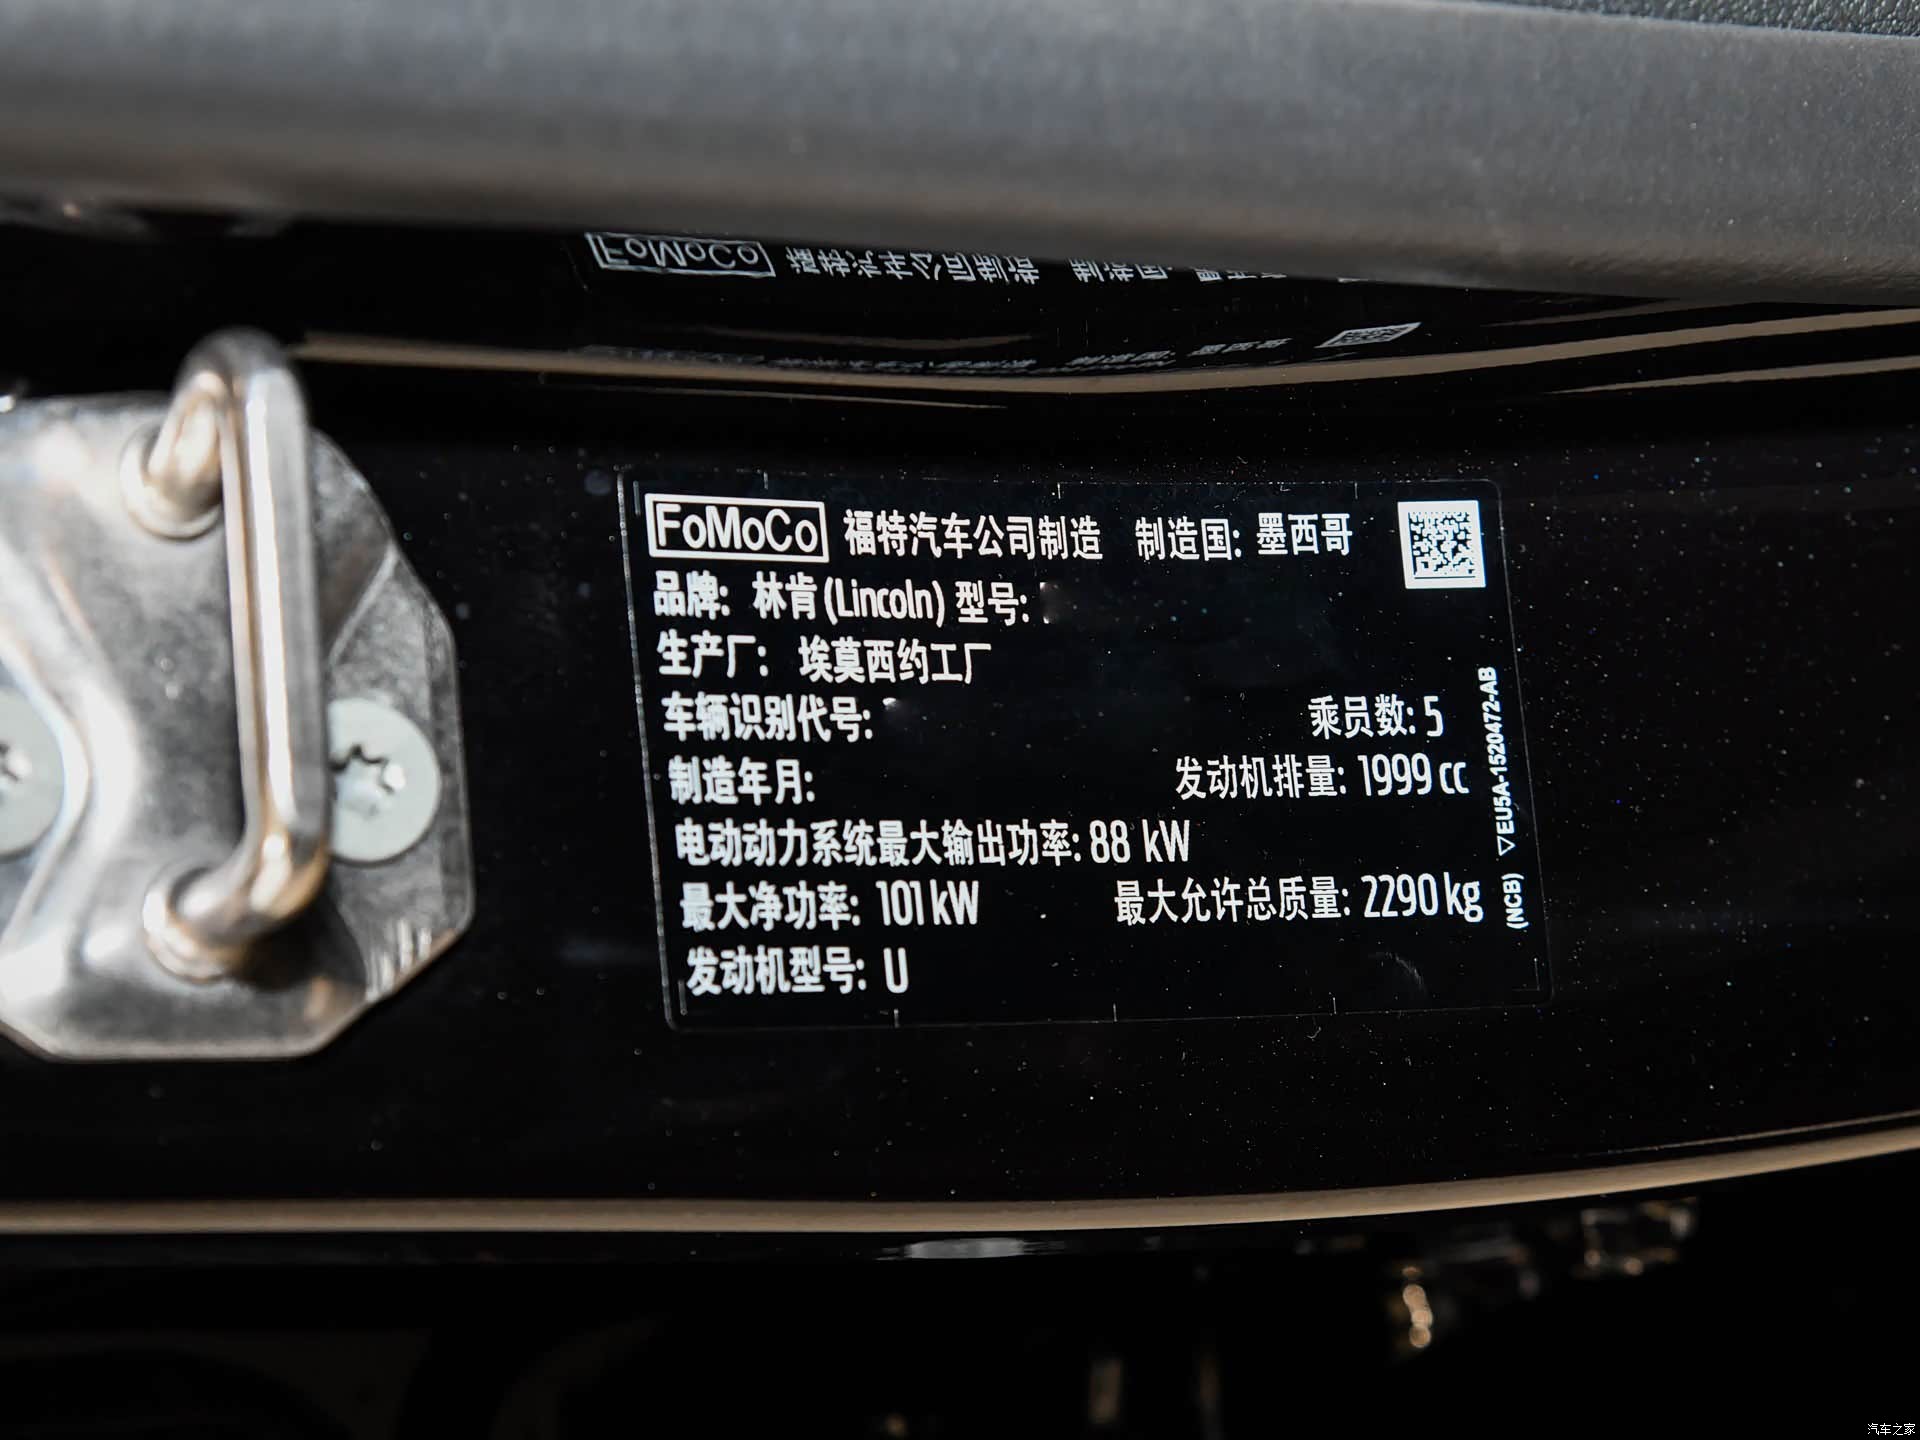 FoMoCo 福特汽车公司制造 制造国: 墨西哥
品牌: 林肯(Lincoln) 型号:
生产厂: 埃莫西约工厂
车辆识别代号: 乘员数: 5
制造年月: 发动机排量: 1999 cc
电动动力系统最大输出功率: 88 kW
最大净功率: 101 kW 最大允许总质量: 2290 kg
发动机型号: U
(NCB) ▽EU5A-1520472-AB
汽车之家